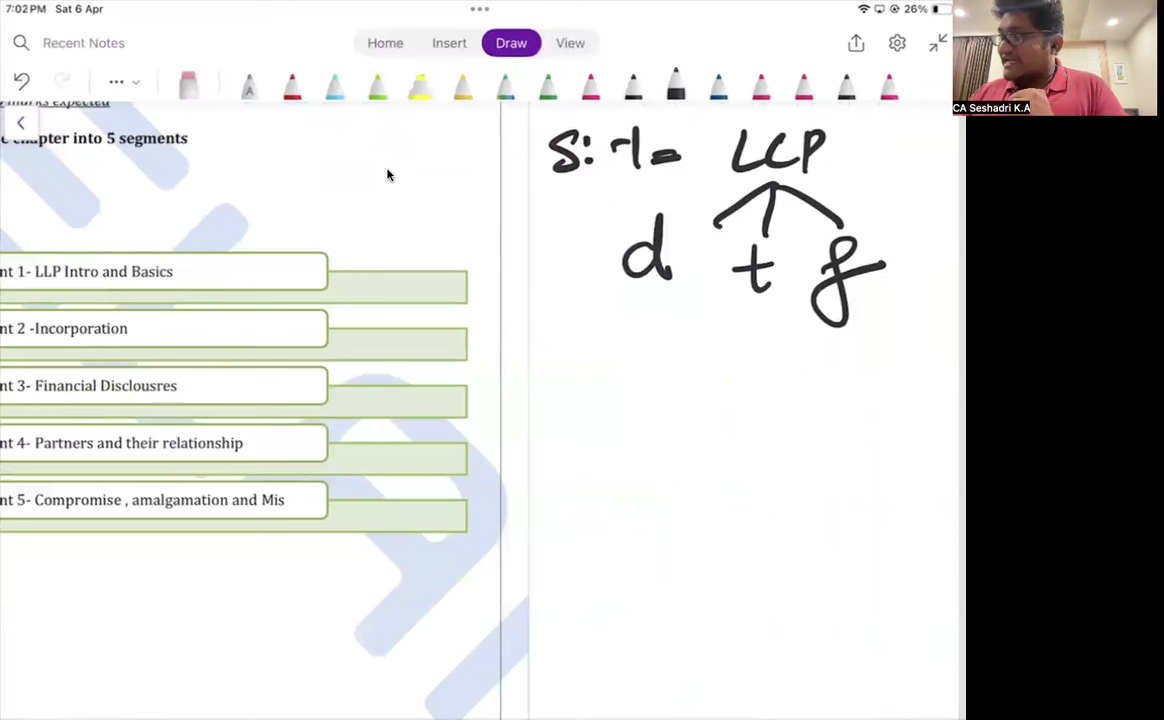 7:02 PM Sat 6 Apr
26%
Recent Notes
Home Insert Draw View
A
CA Seshadri K.A
marks expected
chapter into 5 segments
nt 1- LLP Intro and Basics
nt 2 -Incorporation
nt 3- Financial Disclousres
nt 4- Partners and their relationship
nt 5- Compromise , amalgamation and Mis
d t f